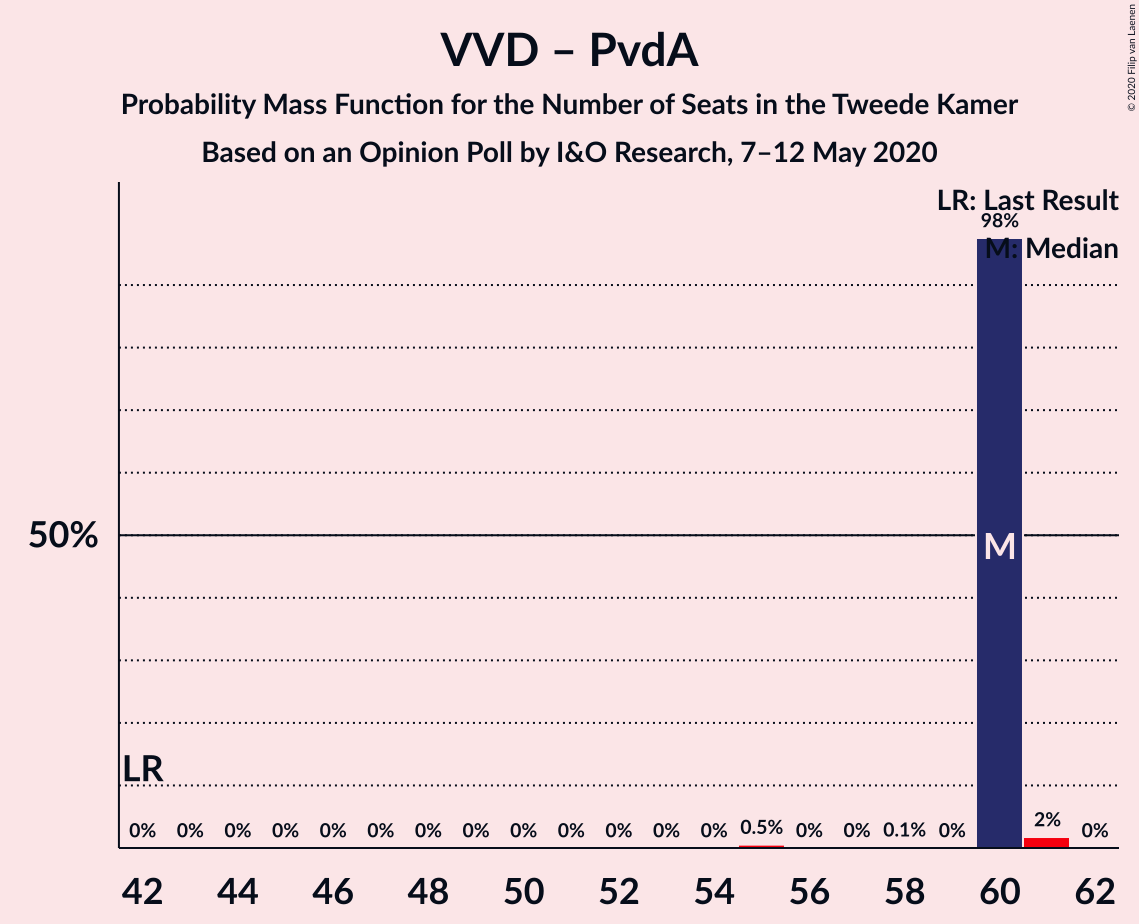 VVD – PvdA
Probability Mass Function for the Number of Seats in the Tweede Kamer
Based on an Opinion Poll by I&O Research, 7–12 May 2020
© 2020 Filip van Laenen
LR: Last Result
98%
M: Median
50%
M
LR
0% 0% 0% 0% 0% 0% 0% 0% 0% 0% 0% 0% 0% 0.5% 0% 0% 0.1% 0% 2% 0%
42 44 46 48 50 52 54 56 58 60 62